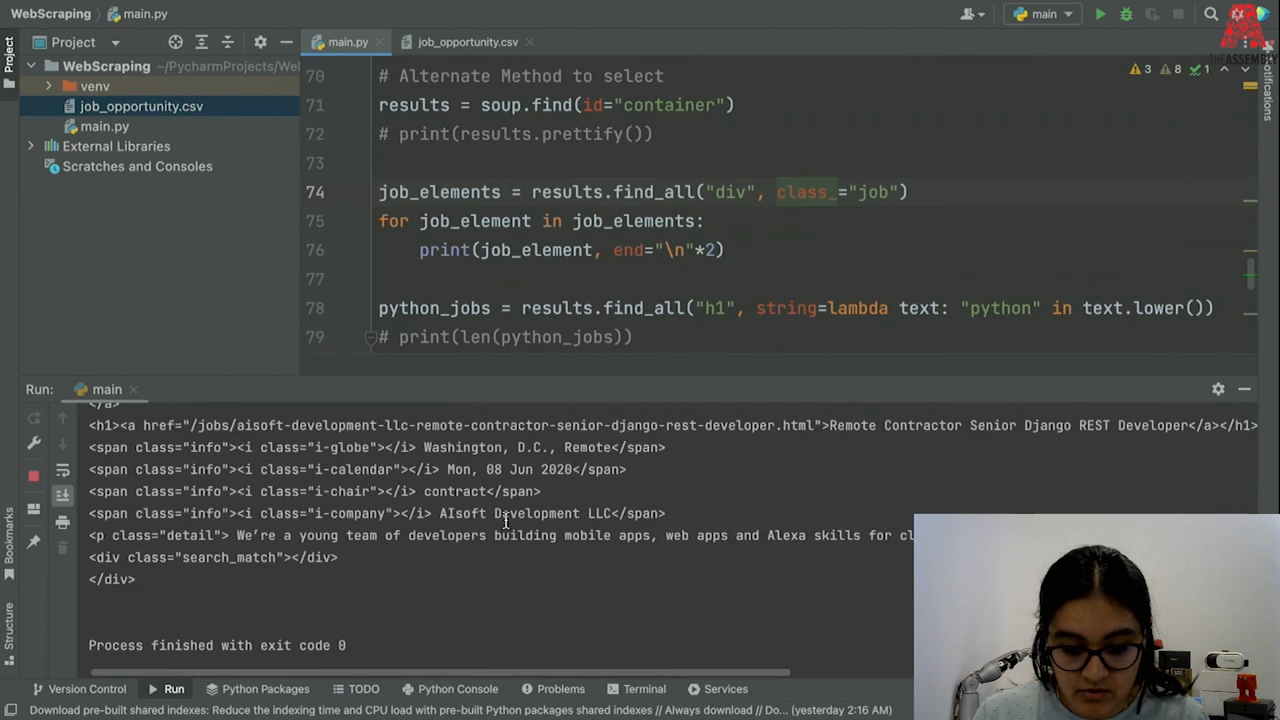 WebScraping
main.py
main
Project
Project
WebScraping ~/PycharmProjects/We
venv
job_opportunity.csv
main.py
External Libraries
Scratches and Consoles
main.py
job_opportunity.csv
3 8 1
THE ASSEMBLY
Notifications
70 # Alternate Method to select
71 results = soup.find(id="container")
72 # print(results.prettify())
73
74 job_elements = results.find_all("div", class_="job")
75 for job_element in job_elements:
76 print(job_element, end="\n"*2)
77
78 python_jobs = results.find_all("h1", string=lambda text: "python" in text.lower())
79 # print(len(python_jobs))
Run: main
</a>
<h1><a href="/jobs/aisoft-development-llc-remote-contractor-senior-django-rest-developer.html">Remote Contractor Senior Django REST Developer</a></h1>
<span class="info"><i class="i-globe"></i> Washington, D.C., Remote</span>
<span class="info"><i class="i-calendar"></i> Mon, 08 Jun 2020</span>
<span class="info"><i class="i-chair"></i> contract</span>
<span class="info"><i class="i-company"></i> AIsoft Development LLC</span>
<p class="detail"> We’re a young team of developers building mobile apps, web apps and Alexa skills for cl
<div class="search_match"></div>
</div>
Process finished with exit code 0
Bookmarks
Structure
Version Control
Run
Python Packages
TODO
Python Console
Problems
Terminal
Services
Download pre-built shared indexes: Reduce the indexing time and CPU load with pre-built Python packages shared indexes // Always download // Do... (yesterday 2:16 AM)